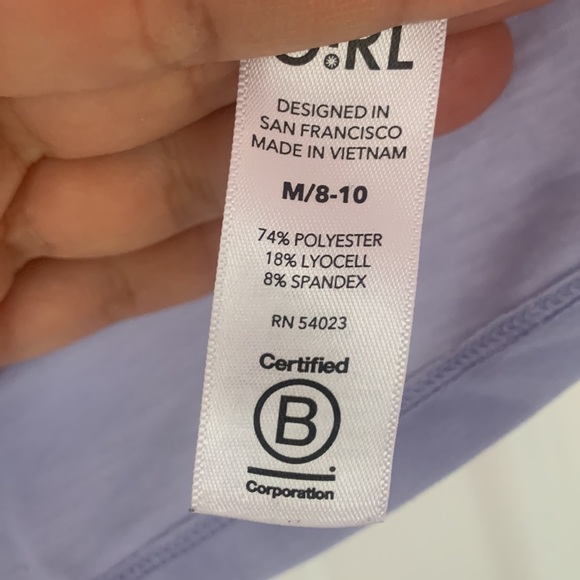 DESIGNED IN
SAN FRANCISCO
MADE IN VIETNAM
M/8-10
74% POLYESTER
18% LYOCELL
8% SPANDEX
RN 54023
Certified
B
Corporation